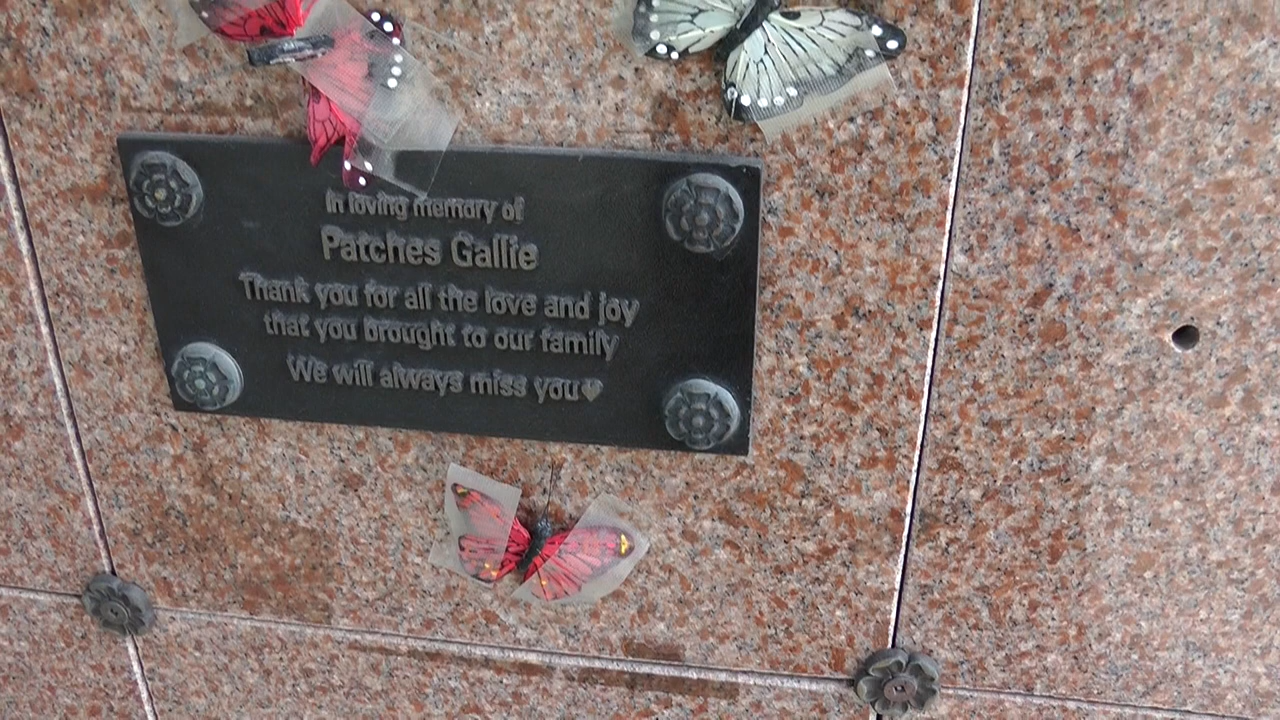 In loving memory of
Patches Gallie
Thank you for all the love and joy
that you brought to our family
We will always miss you♥